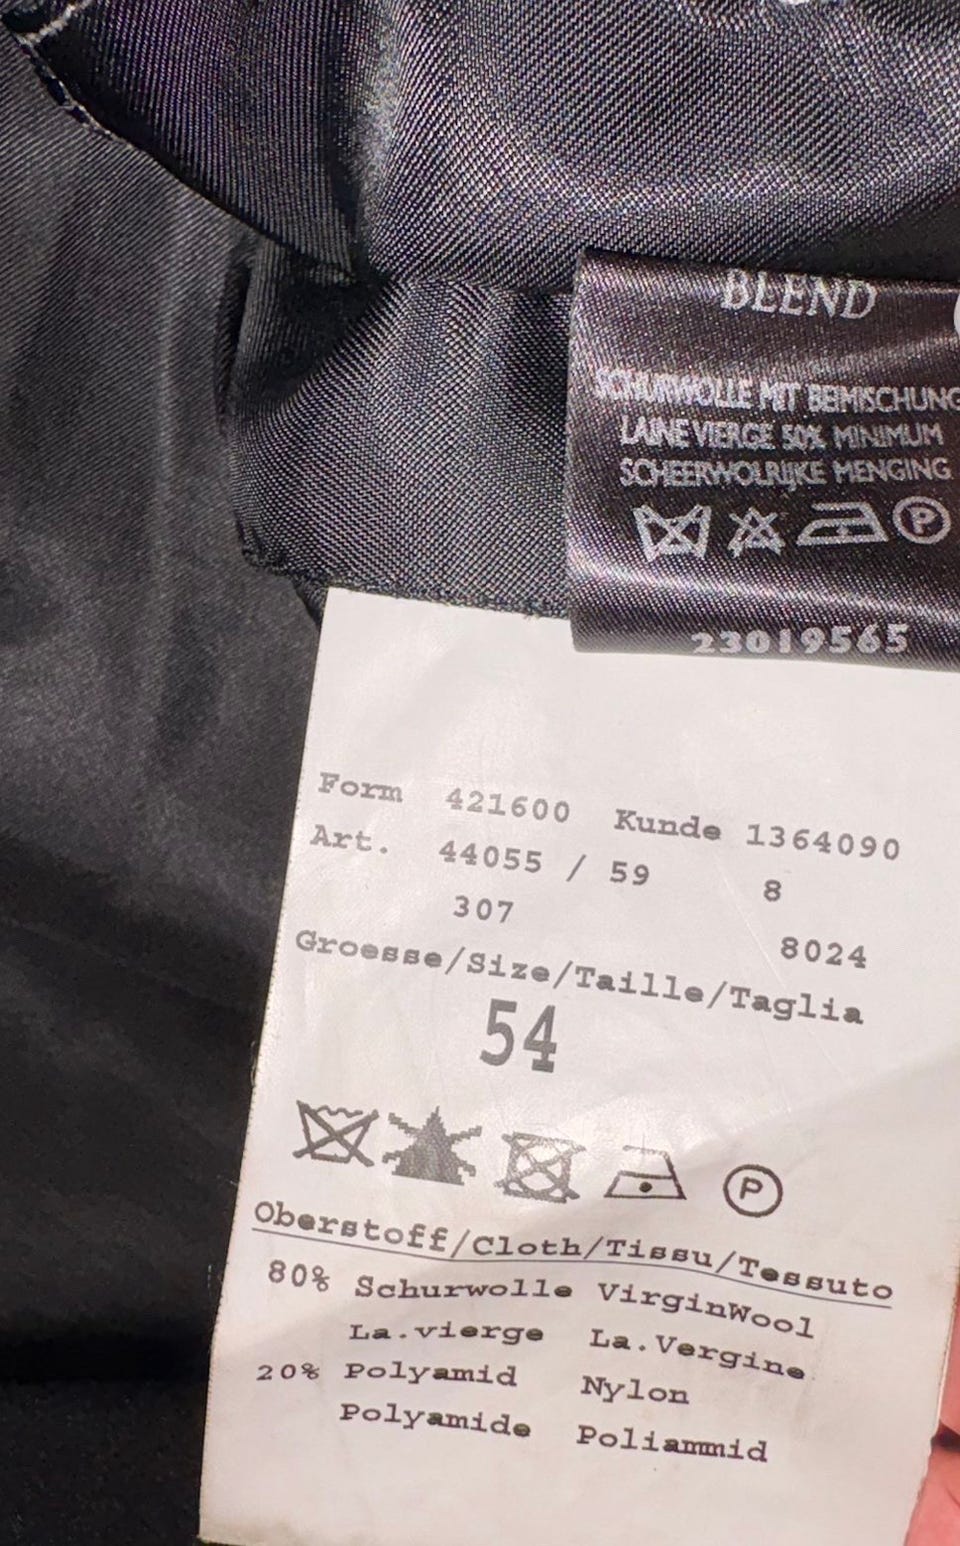 BLEND
SCHURWOLLE MIT BEIMISCHUNG
LAINE VIERGE 50% MINIMUM
SCHEERWOLRIJKE MENGING
P
23019565
Form 421600 Kunde 1364090
Art. 44055 / 59 8
307 8024
Groesse/Size/Taille/Taglia
54
P
Oberstoff/Cloth/Tissu/Tessuto
80% Schurwolle VirginWool
La.vierge La.Vergine
20% Polyamid Nylon
Polyamide Poliammid